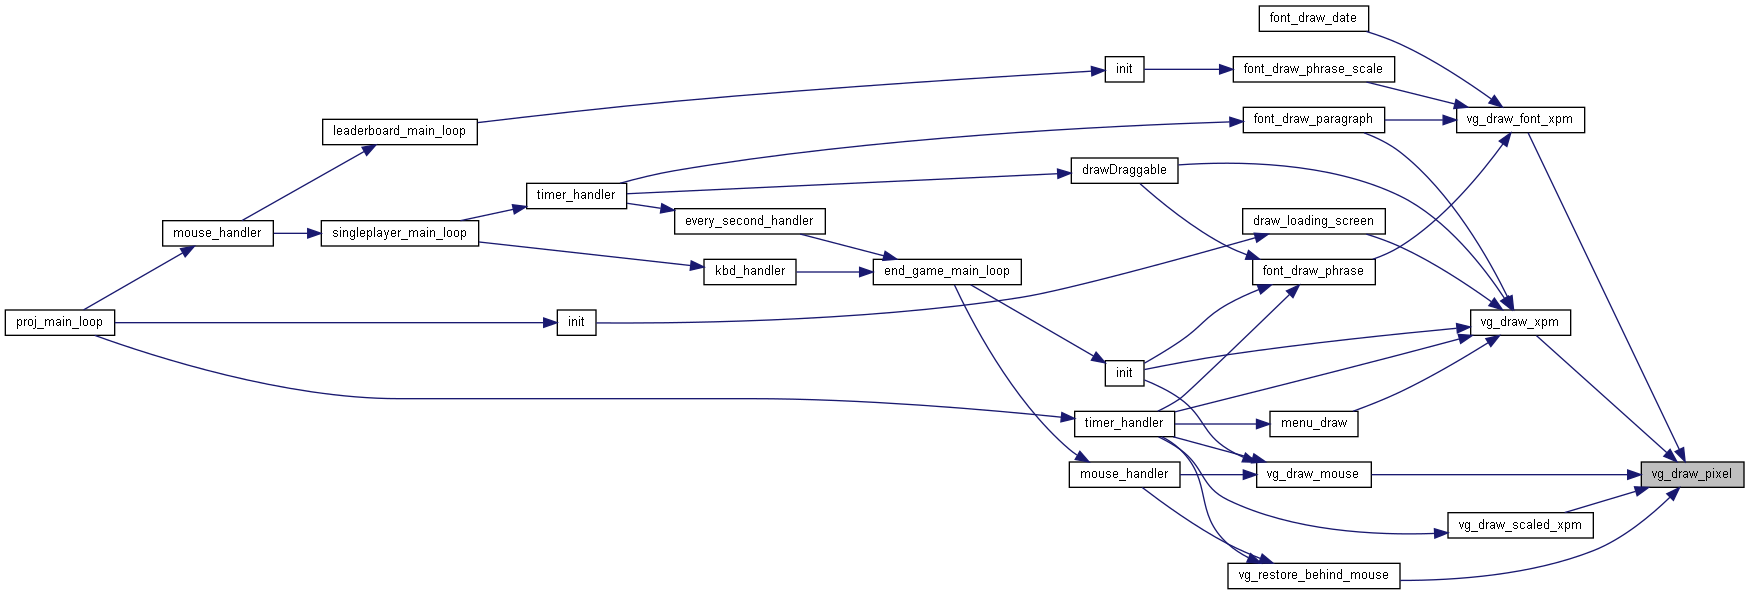 font_draw_date
init
font_draw_phrase_scale
leaderboard_main_loop
font_draw_paragraph
vg_draw_font_xpm
drawDraggable
timer_handler
every_second_handler
draw_loading_screen
mouse_handler
singleplayer_main_loop
kbd_handler
end_game_main_loop
font_draw_phrase
proj_main_loop
init
vg_draw_xpm
init
timer_handler
menu_draw
mouse_handler
vg_draw_mouse
vg_draw_pixel
vg_draw_scaled_xpm
vg_restore_behind_mouse